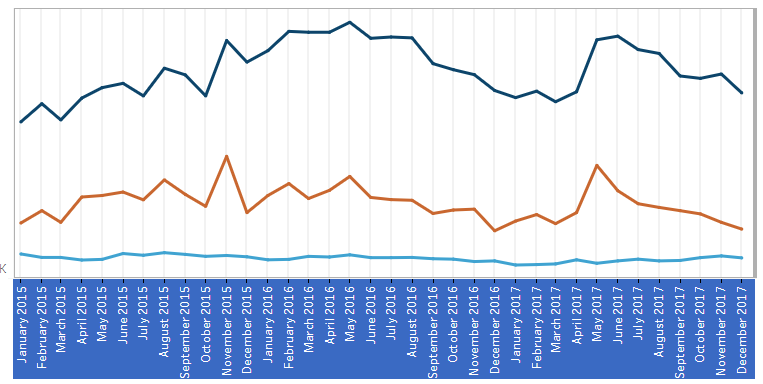 K
January 2015
February 2015
March 2015
April 2015
May 2015
June 2015
July 2015
August 2015
September 2015
October 2015
November 2015
December 2015
January 2016
February 2016
March 2016
April 2016
May 2016
June 2016
July 2016
August 2016
September 2016
October 2016
November 2016
December 2016
January 2017
February 2017
March 2017
April 2017
May 2017
June 2017
July 2017
August 2017
September 2017
October 2017
November 2017
December 2017